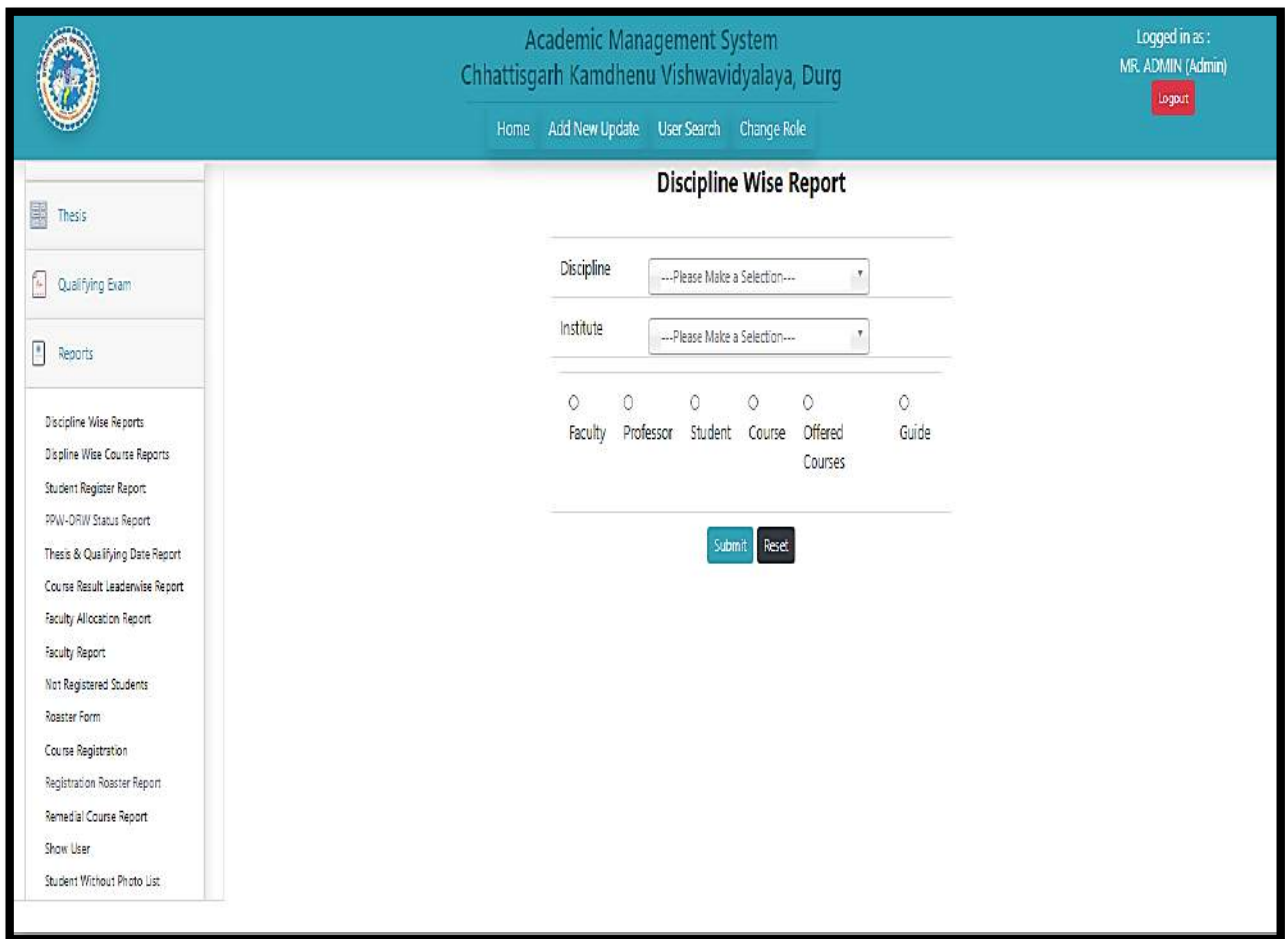 Academic Management System
Chhattisgarh Kamdhenu Vishwavidyalaya, Durg
Home Add New Update User Search Change Role
Logged in as :
MR. ADMIN (Admin)
Logout
Thesis
Qualifying Exam
Reports
Discipline Wise Reports
Displine Wise Course Reports
Student Register Report
PPW-ORW Status Report
Thesis & Qualifying Date Report
Course Result Leaderwise Report
Faculty Allocation Report
Faculty Report
Not Registered Students
Roaster Form
Course Registration
Registration Roaster Report
Remedial Course Report
Show User
Student Without Photo List
Discipline Wise Report
Discipline ---Please Make a Selection---
Institute ---Please Make a Selection---
Faculty Professor Student Course Offered Guide
Courses
Submit Reset